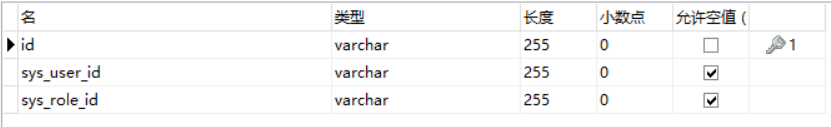 名 类型 长度 小数点 允许空值 (
id varchar 255 0 1
sys_user_id varchar 255 0
sys_role_id varchar 255 0